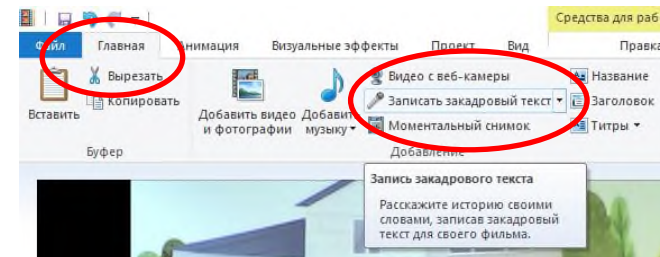 Средства для раб
Файл Главная Анимация Визуальные эффекты Проект Вид Правка
Вставить
Вырезать
Копировать
Буфер
Добавить видео
и фотографии
Добавить
музыку
Видео с веб-камеры
Записать закадровый текст
Моментальный снимок
Добавление
Название
Заголовок
Титры
Запись закадрового текста
Расскажите историю своими
словами, записав закадровый
текст для своего фильма.